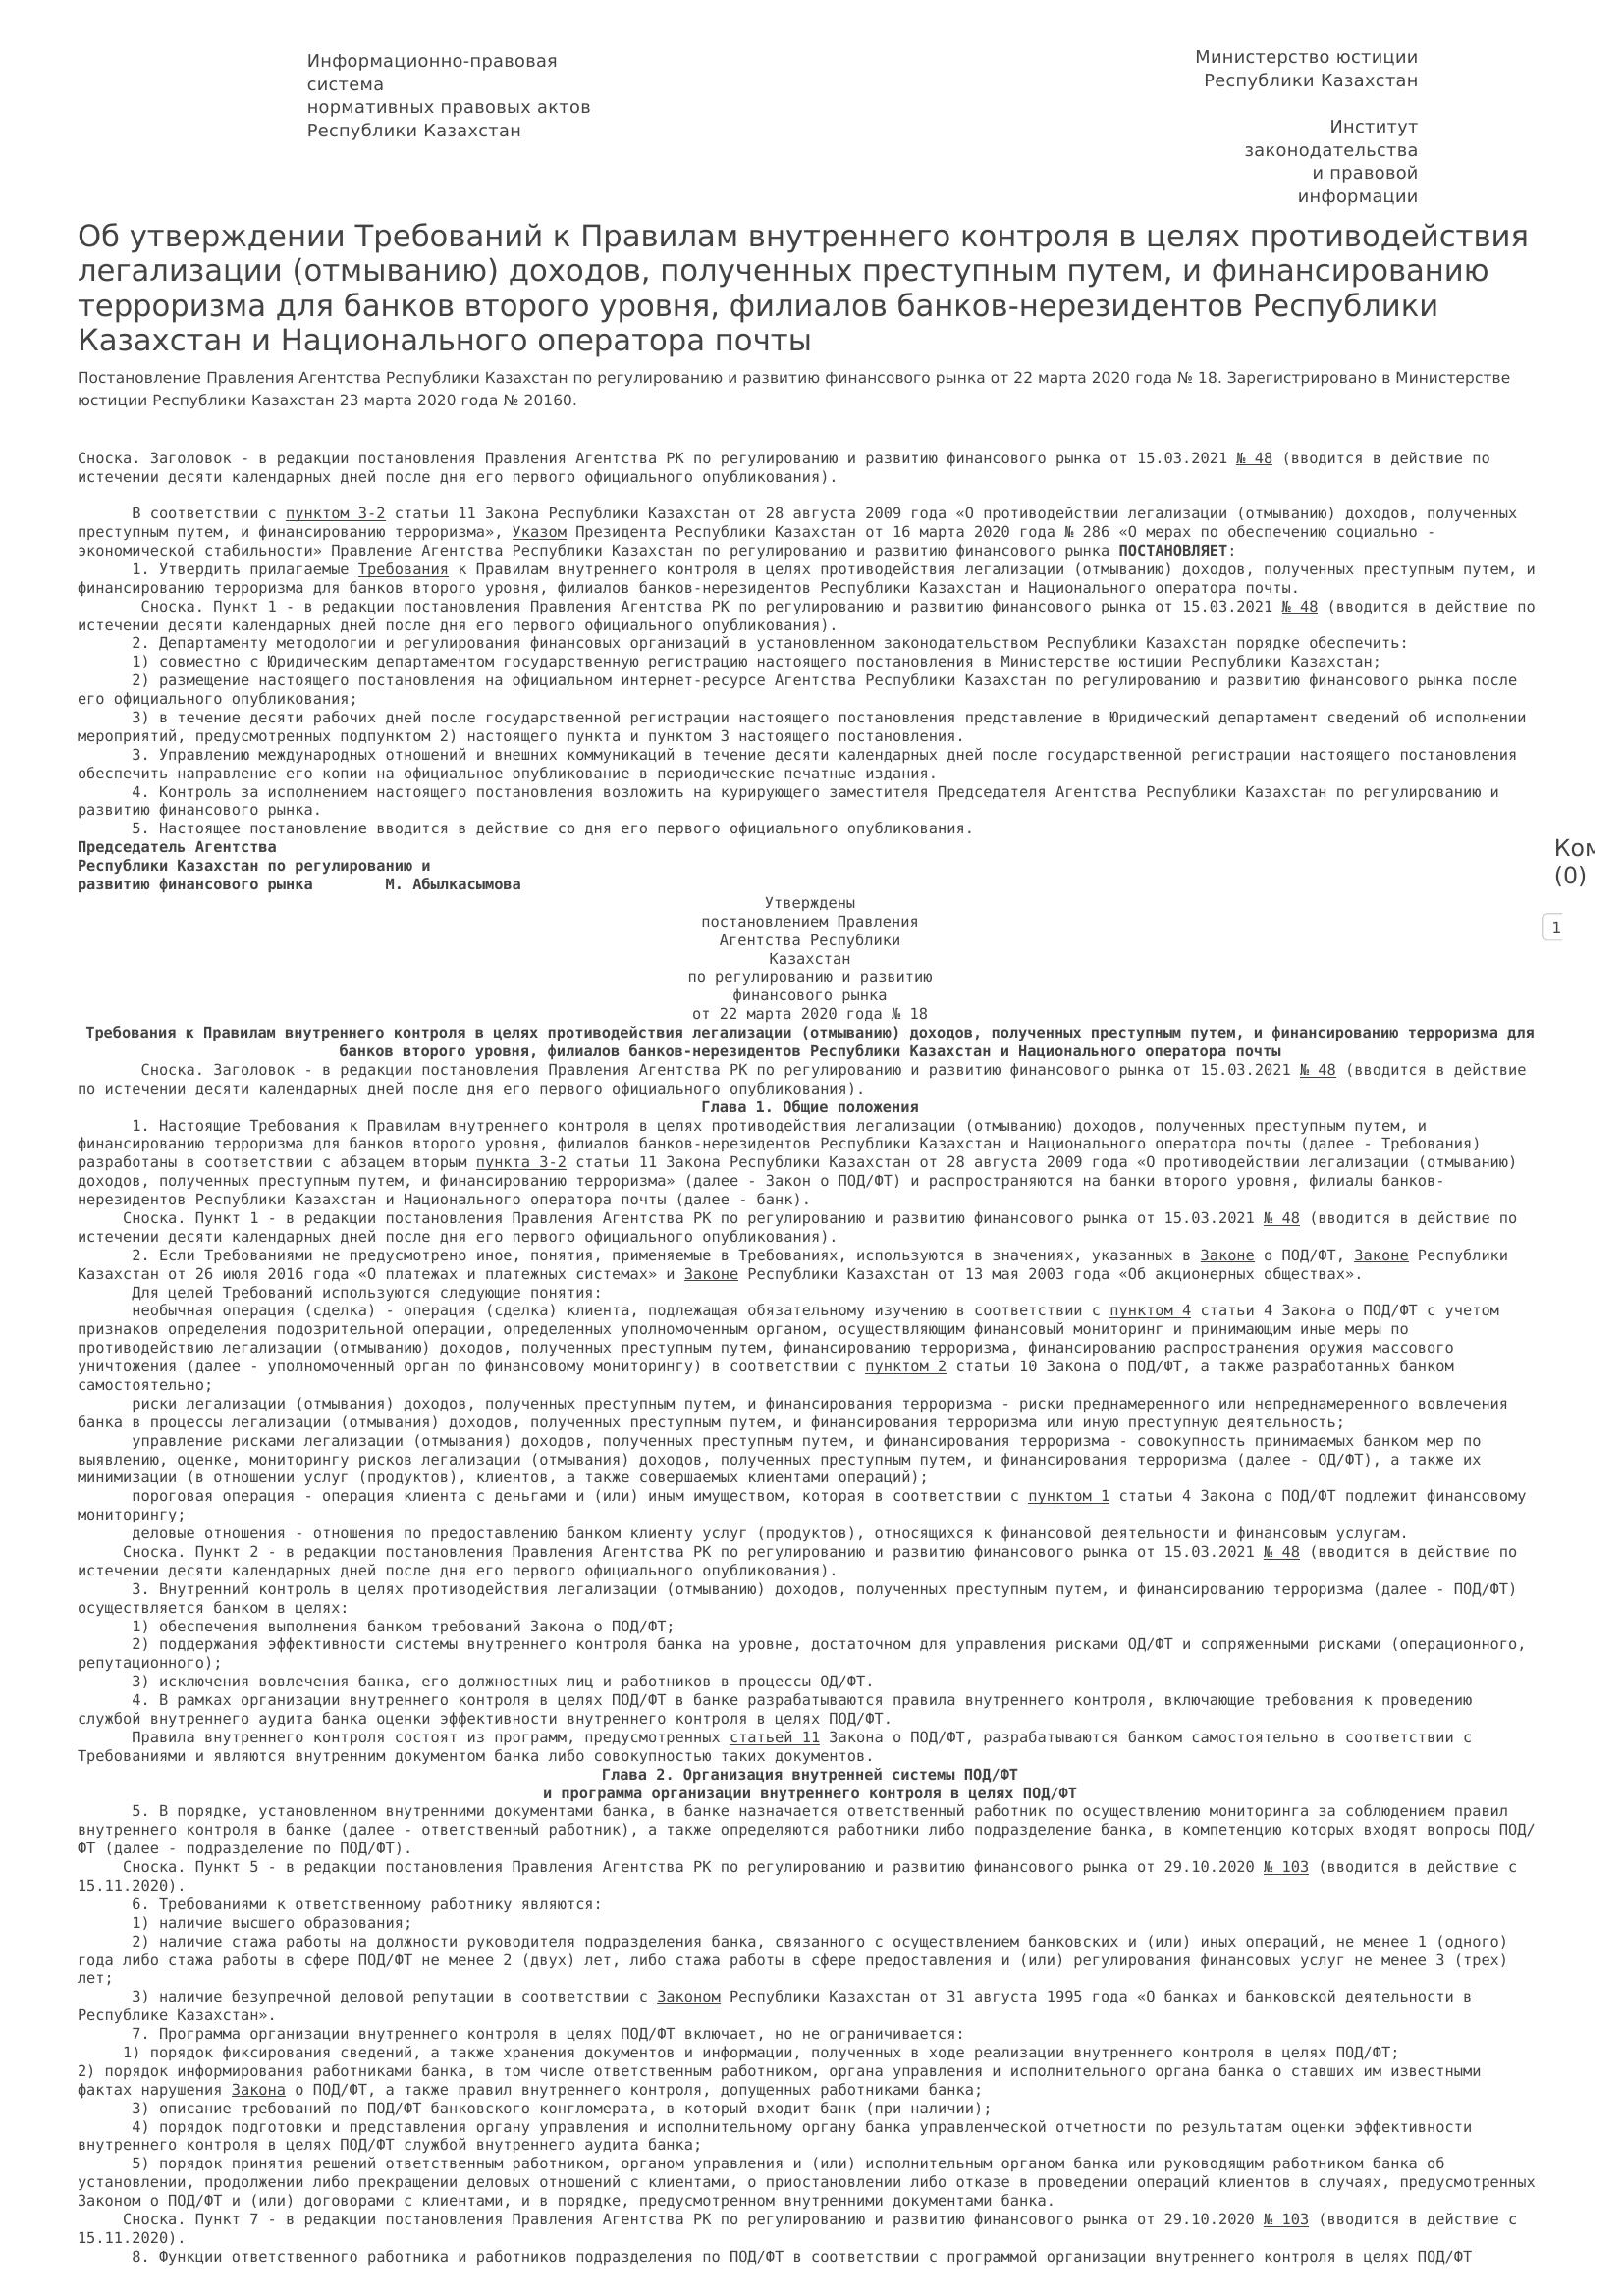 Информационно-правовая
система
нормативных правовых актов
Республики Казахстан
Министерство юстиции
Республики Казахстан
Институт
законодательства
и правовой
информации
Об утверждении Требований к Правилам внутреннего контроля в целях противодействия
легализации (отмыванию) доходов, полученных преступным путем, и финансированию
терроризма для банков второго уровня, филиалов банков-нерезидентов Республики
Казахстан и Национального оператора почты
Постановление Правления Агентства Республики Казахстан по регулированию и развитию финансового рынка от 22 марта 2020 года № 18. Зарегистрировано в Министерстве
юстиции Республики Казахстан 23 марта 2020 года № 20160.
Сноска. Заголовок - в редакции постановления Правления Агентства РК по регулированию и развитию финансового рынка от 15.03.2021 № 48 (вводится в действие по
истечении десяти календарных дней после дня его первого официального опубликования).
В соответствии с пунктом 3-2 статьи 11 Закона Республики Казахстан от 28 августа 2009 года «О противодействии легализации (отмыванию) доходов, полученных
преступным путем, и финансированию терроризма», Указом Президента Республики Казахстан от 16 марта 2020 года № 286 «О мерах по обеспечению социально -
экономической стабильности» Правление Агентства Республики Казахстан по регулированию и развитию финансового рынка ПОСТАНОВЛЯЕТ:
1. Утвердить прилагаемые Требования к Правилам внутреннего контроля в целях противодействия легализации (отмыванию) доходов, полученных преступным путем, и
финансированию терроризма для банков второго уровня, филиалов банков-нерезидентов Республики Казахстан и Национального оператора почты.
Сноска. Пункт 1 - в редакции постановления Правления Агентства РК по регулированию и развитию финансового рынка от 15.03.2021 № 48 (вводится в действие по
истечении десяти календарных дней после дня его первого официального опубликования).
2. Департаменту методологии и регулирования финансовых организаций в установленном законодательством Республики Казахстан порядке обеспечить:
1) совместно с Юридическим департаментом государственную регистрацию настоящего постановления в Министерстве юстиции Республики Казахстан;
2) размещение настоящего постановления на официальном интернет-ресурсе Агентства Республики Казахстан по регулированию и развитию финансового рынка после
его официального опубликования;
3) в течение десяти рабочих дней после государственной регистрации настоящего постановления представление в Юридический департамент сведений об исполнении
мероприятий, предусмотренных подпунктом 2) настоящего пункта и пунктом 3 настоящего постановления.
3. Управлению международных отношений и внешних коммуникаций в течение десяти календарных дней после государственной регистрации настоящего постановления
обеспечить направление его копии на официальное опубликование в периодические печатные издания.
4. Контроль за исполнением настоящего постановления возложить на курирующего заместителя Председателя Агентства Республики Казахстан по регулированию и
развитию финансового рынка.
5. Настоящее постановление вводится в действие со дня его первого официального опубликования.
Председатель Агентства
Республики Казахстан по регулированию и
развитию финансового рынка М. Абылкасымова
(0)
1
Утверждены
постановлением Правления
Агентства Республики
Казахстан
по регулированию и развитию
финансового рынка
от 22 марта 2020 года № 18
Требования к Правилам внутреннего контроля в целях противодействия легализации (отмыванию) доходов, полученных преступным путем, и финансированию терроризма для
банков второго уровня, филиалов банков-нерезидентов Республики Казахстан и Национального оператора почты
Сноска. Заголовок - в редакции постановления Правления Агентства РК по регулированию и развитию финансового рынка от 15.03.2021 № 48 (вводится в действие
по истечении десяти календарных дней после дня его первого официального опубликования).
Глава 1. Общие положения
1. Настоящие Требования к Правилам внутреннего контроля в целях противодействия легализации (отмыванию) доходов, полученных преступным путем, и
финансированию терроризма для банков второго уровня, филиалов банков-нерезидентов Республики Казахстан и Национального оператора почты (далее - Требования)
разработаны в соответствии с абзацем вторым пункта 3-2 статьи 11 Закона Республики Казахстан от 28 августа 2009 года «О противодействии легализации (отмыванию)
доходов, полученных преступным путем, и финансированию терроризма» (далее - Закон о ПОД/ФТ) и распространяются на банки второго уровня, филиалы банков-
нерезидентов Республики Казахстан и Национального оператора почты (далее - банк).
Сноска. Пункт 1 - в редакции постановления Правления Агентства РК по регулированию и развитию финансового рынка от 15.03.2021 № 48 (вводится в действие по
истечении десяти календарных дней после дня его первого официального опубликования).
2. Если Требованиями не предусмотрено иное, понятия, применяемые в Требованиях, используются в значениях, указанных в Законе о ПОД/ФТ, Законе Республики
Казахстан от 26 июля 2016 года «О платежах и платежных системах» и Законе Республики Казахстан от 13 мая 2003 года «Об акционерных обществах».
Для целей Требований используются следующие понятия:
необычная операция (сделка) - операция (сделка) клиента, подлежащая обязательному изучению в соответствии с пунктом 4 статьи 4 Закона о ПОД/ФТ с учетом
признаков определения подозрительной операции, определенных уполномоченным органом, осуществляющим финансовый мониторинг и принимающим иные меры по
противодействию легализации (отмыванию) доходов, полученных преступным путем, финансированию терроризма, финансированию распространения оружия массового
уничтожения (далее - уполномоченный орган по финансовому мониторингу) в соответствии с пунктом 2 статьи 10 Закона о ПОД/ФТ, а также разработанных банком
самостоятельно;
риски легализации (отмывания) доходов, полученных преступным путем, и финансирования терроризма - риски преднамеренного или непреднамеренного вовлечения
банка в процессы легализации (отмывания) доходов, полученных преступным путем, и финансирования терроризма или иную преступную деятельность;
управление рисками легализации (отмывания) доходов, полученных преступным путем, и финансирования терроризма - совокупность принимаемых банком мер по
выявлению, оценке, мониторингу рисков легализации (отмывания) доходов, полученных преступным путем, и финансирования терроризма (далее - ОД/ФТ), а также их
минимизации (в отношении услуг (продуктов), клиентов, а также совершаемых клиентами операций);
пороговая операция - операция клиента с деньгами и (или) иным имуществом, которая в соответствии с пунктом 1 статьи 4 Закона о ПОД/ФТ подлежит финансовому
мониторингу;
деловые отношения - отношения по предоставлению банком клиенту услуг (продуктов), относящихся к финансовой деятельности и финансовым услугам.
Сноска. Пункт 2 - в редакции постановления Правления Агентства РК по регулированию и развитию финансового рынка от 15.03.2021 № 48 (вводится в действие по
истечении десяти календарных дней после дня его первого официального опубликования).
3. Внутренний контроль в целях противодействия легализации (отмыванию) доходов, полученных преступным путем, и финансированию терроризма (далее - ПОД/ФТ)
осуществляется банком в целях:
1) обеспечения выполнения банком требований Закона о ПОД/ФТ;
2) поддержания эффективности системы внутреннего контроля банка на уровне, достаточном для управления рисками ОД/ФТ и сопряженными рисками (операционного,
репутационного);
3) исключения вовлечения банка, его должностных лиц и работников в процессы ОД/ФТ.
4. В рамках организации внутреннего контроля в целях ПОД/ФТ в банке разрабатываются правила внутреннего контроля, включающие требования к проведению
службой внутреннего аудита банка оценки эффективности внутреннего контроля в целях ПОД/ФТ.
Правила внутреннего контроля состоят из программ, предусмотренных статьей 11 Закона о ПОД/ФТ, разрабатываются банком самостоятельно в соответствии с
Требованиями и являются внутренним документом банка либо совокупностью таких документов.
Глава 2. Организация внутренней системы ПОД/ФТ
и программа организации внутреннего контроля в целях ПОД/ФТ
5. В порядке, установленном внутренними документами банка, в банке назначается ответственный работник по осуществлению мониторинга за соблюдением правил
внутреннего контроля в банке (далее - ответственный работник), а также определяются работники либо подразделение банка, в компетенцию которых входят вопросы ПОД/
ФТ (далее - подразделение по ПОД/ФТ).
Сноска. Пункт 5 - в редакции постановления Правления Агентства РК по регулированию и развитию финансового рынка от 29.10.2020 № 103 (вводится в действие с
15.11.2020).
6. Требованиями к ответственному работнику являются:
1) наличие высшего образования;
2) наличие стажа работы на должности руководителя подразделения банка, связанного с осуществлением банковских и (или) иных операций, не менее 1 (одного)
года либо стажа работы в сфере ПОД/ФТ не менее 2 (двух) лет, либо стажа работы в сфере предоставления и (или) регулирования финансовых услуг не менее 3 (трех)
лет;
3) наличие безупречной деловой репутации в соответствии с Законом Республики Казахстан от 31 августа 1995 года «О банках и банковской деятельности в
Республике Казахстан».
7. Программа организации внутреннего контроля в целях ПОД/ФТ включает, но не ограничивается:
1) порядок фиксирования сведений, а также хранения документов и информации, полученных в ходе реализации внутреннего контроля в целях ПОД/ФТ;
2) порядок информирования работниками банка, в том числе ответственным работником, органа управления и исполнительного органа банка о ставших им известными
фактах нарушения Закона о ПОД/ФТ, а также правил внутреннего контроля, допущенных работниками банка;
3) описание требований по ПОД/ФТ банковского конгломерата, в который входит банк (при наличии);
4) порядок подготовки и представления органу управления и исполнительному органу банка управленческой отчетности по результатам оценки эффективности
внутреннего контроля в целях ПОД/ФТ службой внутреннего аудита банка;
5) порядок принятия решений ответственным работником, органом управления и (или) исполнительным органом банка или руководящим работником банка об
установлении, продолжении либо прекращении деловых отношений с клиентами, о приостановлении либо отказе в проведении операций клиентов в случаях, предусмотренных
Законом о ПОД/ФТ и (или) договорами с клиентами, и в порядке, предусмотренном внутренними документами банка.
Сноска. Пункт 7 - в редакции постановления Правления Агентства РК по регулированию и развитию финансового рынка от 29.10.2020 № 103 (вводится в действие с
15.11.2020).
8. Функции ответственного работника и работников подразделения по ПОД/ФТ в соответствии с программой организации внутреннего контроля в целях ПОД/ФТ